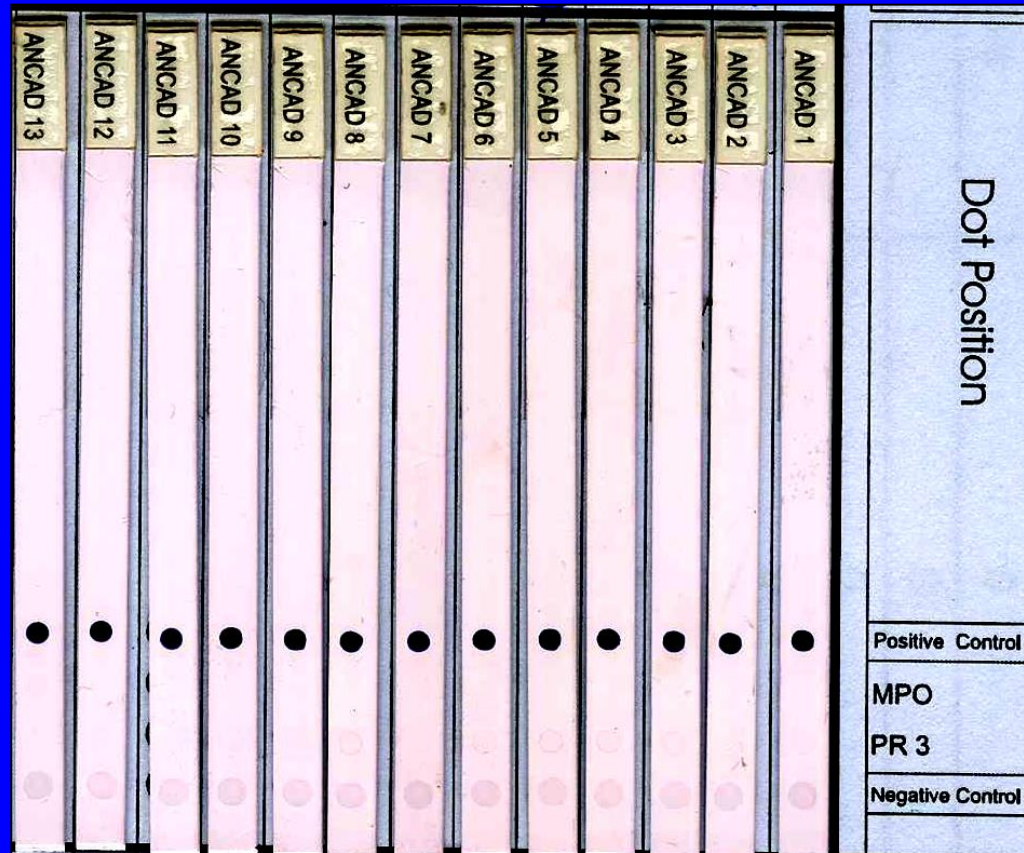 ANCAD 13
ANCAD 12
ANCAD 11
ANCAD 10
ANCAD 9
ANCAD 8
ANCAD 7
ANCAD 6
ANCAD 5
ANCAD 4
ANCAD 3
ANCAD 2
ANCAD 1
Dot Position
Positive Control
MPO
PR 3
Negative Control